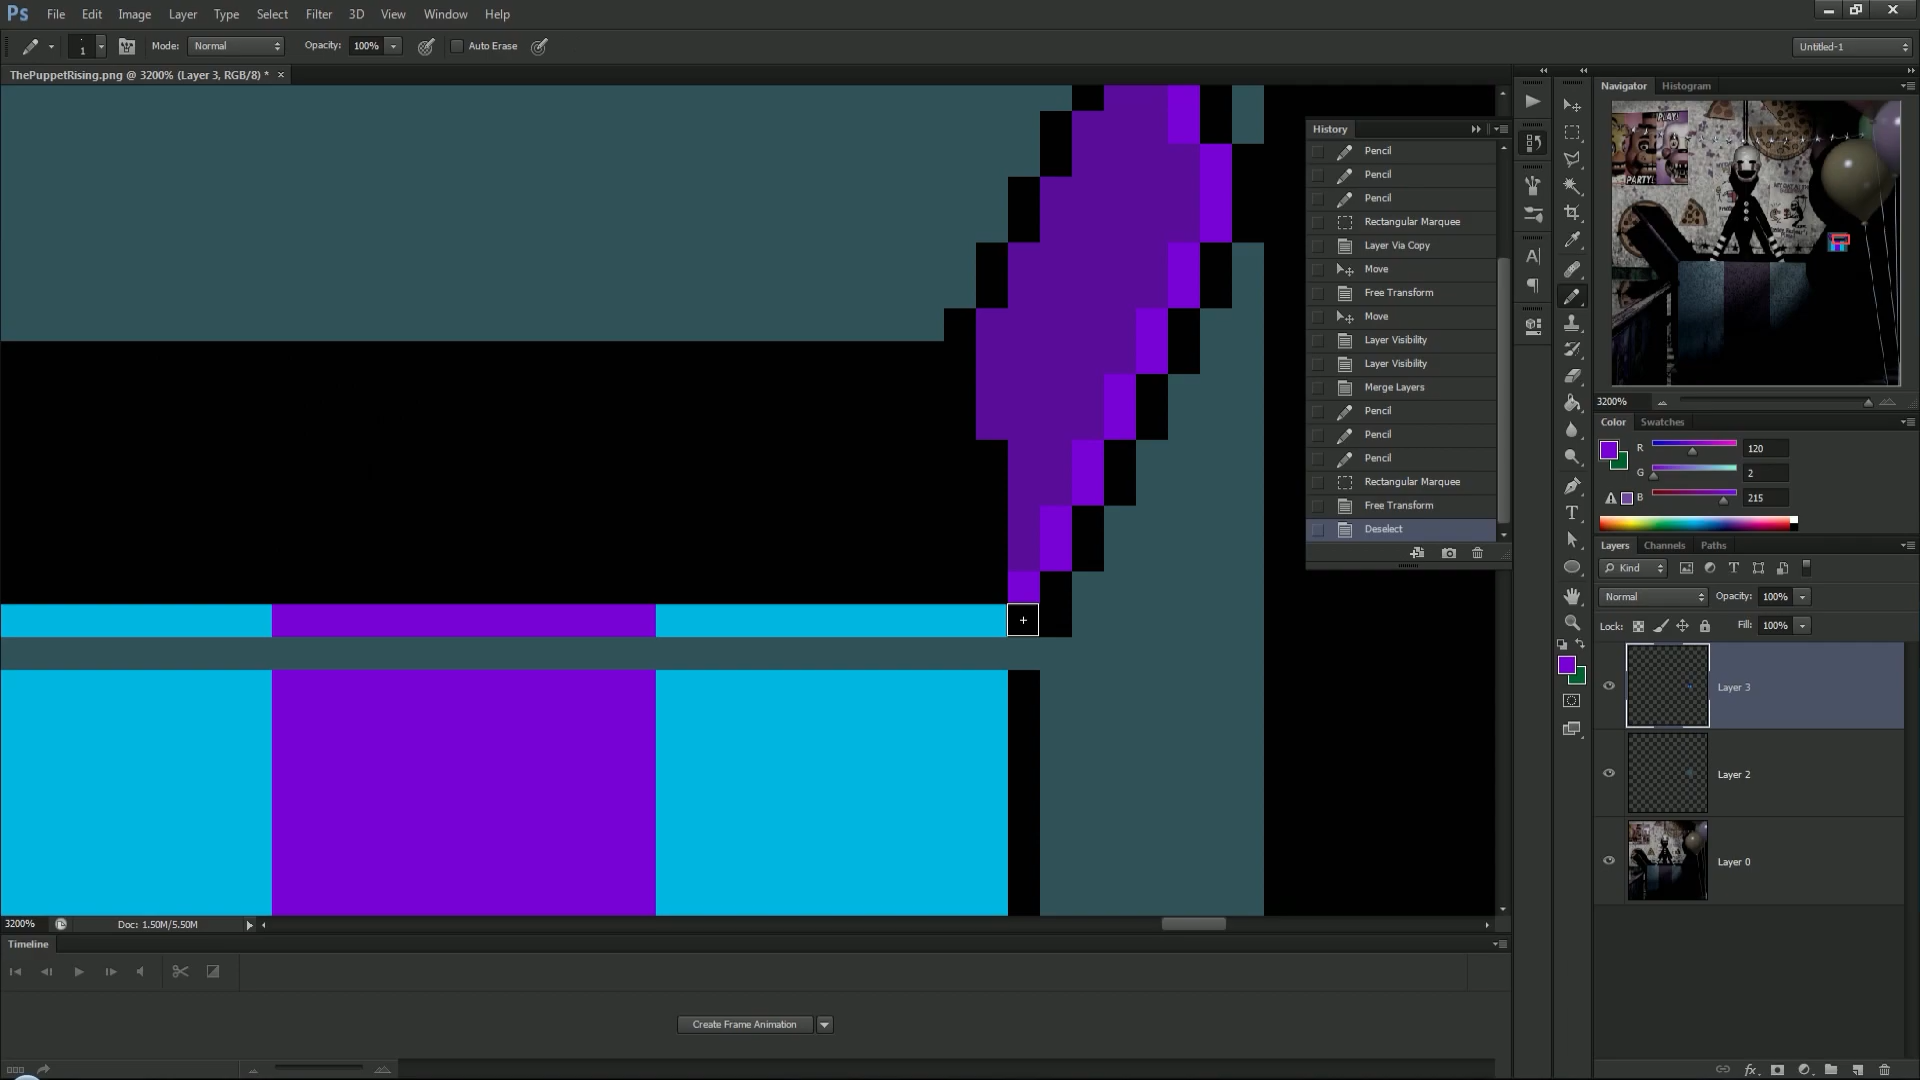 Ps File Edit Image Layer Type Select Filter 3D View Window Help
1 Mode: Normal Opacity: 100% Auto Erase Untitled-1
ThePuppetRising.png @ 3200% (Layer 3, RGB/8) * ×
Navigator Histogram
PLAY!
PARTY!
3200%
History
Pencil
Pencil
Pencil
Rectangular Marquee
Layer Via Copy
Move
Free Transform
Move
Layer Visibility
Layer Visibility
Merge Layers
Pencil
Pencil
Pencil
Rectangular Marquee
Free Transform
Deselect
Color Swatches
R 120
G 2
B 215
Layers Channels Paths
Kind
Normal Opacity: 100%
Lock: Fill: 100%
Layer 3
Layer 2
Layer 0
3200% Doc: 1.50M/5.50M
Timeline
Create Frame Animation
fx